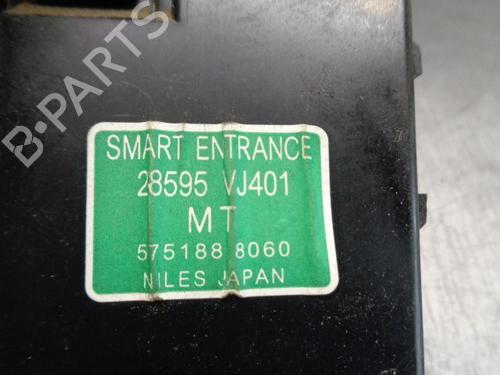 B-PARTS
SMART ENTRANCE
28595 VJ401
MT
575188 8060
NILES JAPAN